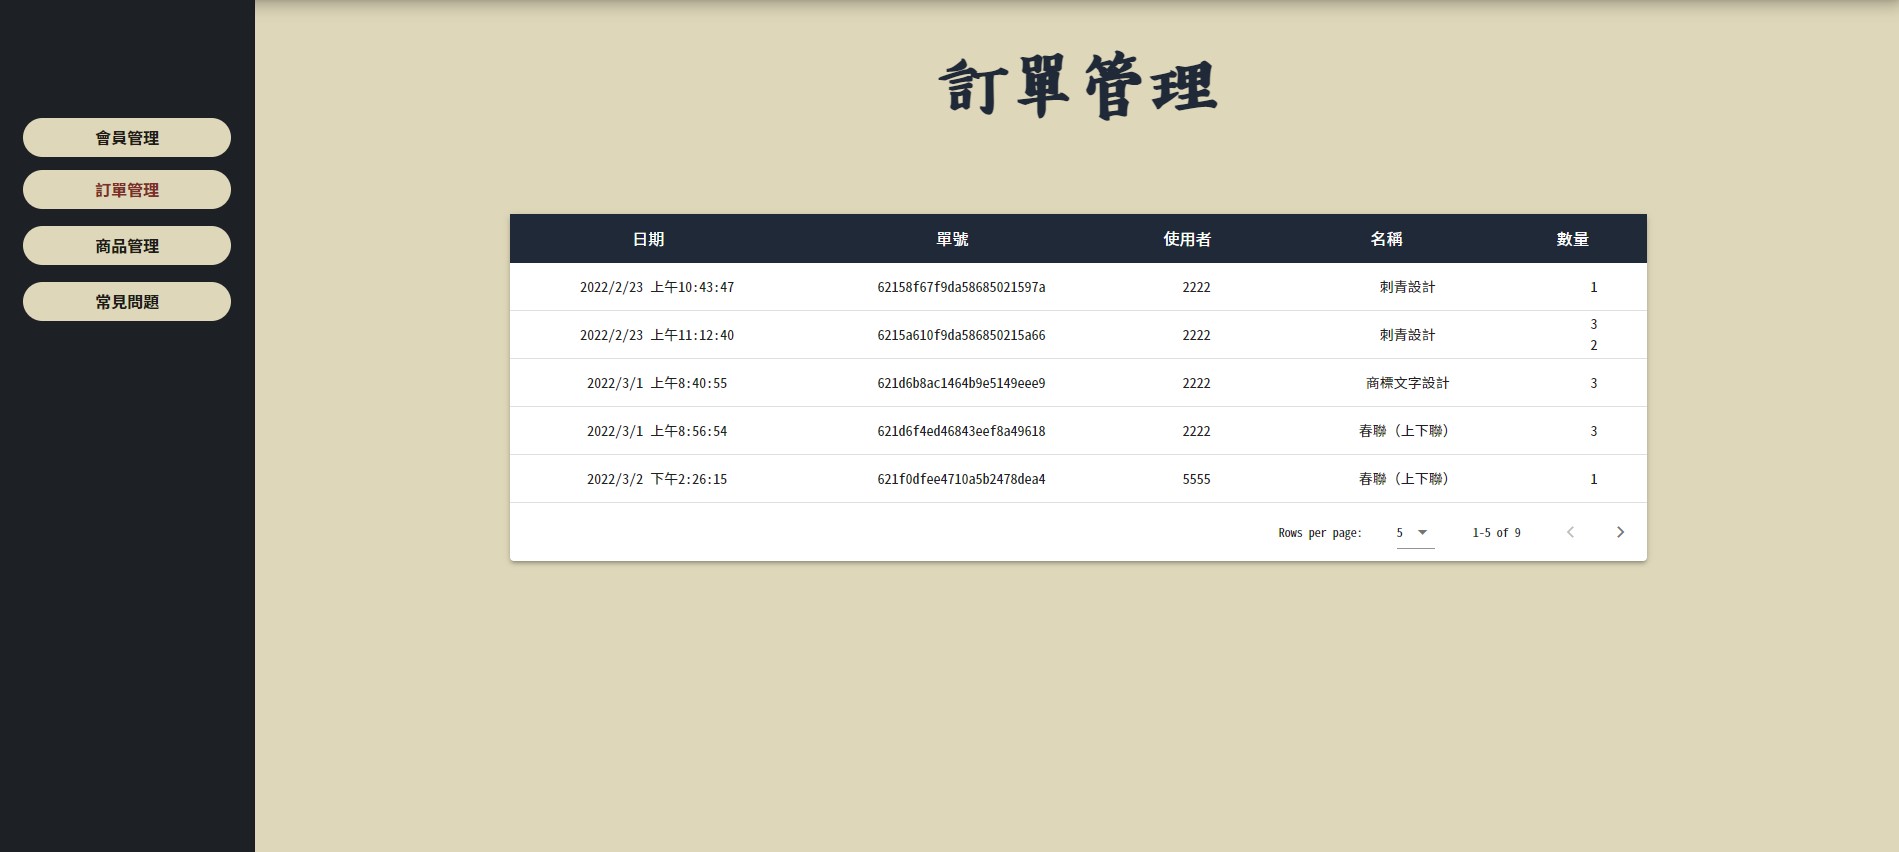 會員管理
訂單管理
商品管理
常見問題
訂單管理
日期 單號 使用者 名稱 數量
2022/2/23 上午10:43:47 62158f67f9da58685021597a 2222 刺青設計 1
2022/2/23 上午11:12:40 6215a610f9da586850215a66 2222 刺青設計 3
2
2022/3/1 上午8:40:55 621d6b8ac1464b9e5149eee9 2222 商標文字設計 3
2022/3/1 上午8:56:54 621d6f4ed46843eef8a49618 2222 春聯（上下聯） 3
2022/3/2 下午2:26:15 621f0dfee4710a5b2478dea4 5555 春聯（上下聯） 1
Rows per page: 5 1-5 of 9